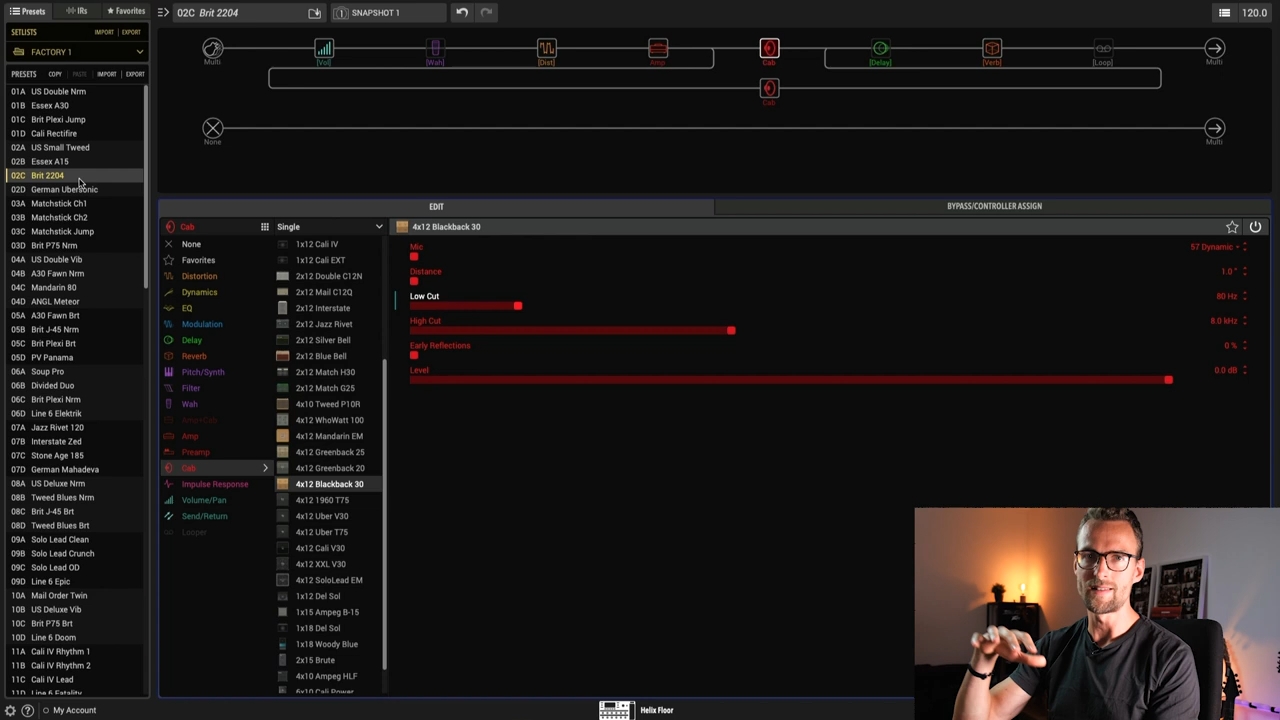 Presets
IRs
Favorites
02C Brit 2204
SNAPSHOT 1
120.0
SETLISTS
IMPORT
EXPORT
FACTORY 1
PRESETS
COPY
PASTE
IMPORT
EXPORT
01A US Double Nrm
01B Essex A30
01C Brit Plexi Jump
01D Cali Rectifire
02A US Small Tweed
02B Essex A15
02C Brit 2204
02D German Ubersonic
03A Matchstick Ch1
03B Matchstick Ch2
03C Matchstick Jump
03D Brit P75 Nrm
04A US Double Vib
04B A30 Fawn Nrm
04C Mandarin 80
04D ANGL Meteor
05A A30 Fawn Brt
05B Brit J-45 Nrm
05C Brit Plexi Brt
05D PV Panama
06A Soup Pro
06B Divided Duo
06C Brit Plexi Nrm
06D Line 6 Elektrik
07A Jazz Rivet 120
07B Interstate Zed
07C Stone Age 185
07D German Mahadeva
08A US Deluxe Nrm
08B Tweed Blues Nrm
08C Brit J-45 Brt
08D Tweed Blues Brt
09A Solo Lead Clean
09B Solo Lead Crunch
09C Solo Lead OD
09D Line 6 Epic
10A Mail Order Twin
10B US Deluxe Vib
10C Brit P75 Brt
10D Line 6 Doom
11A Cali IV Rhythm 1
11B Cali IV Rhythm 2
11C Cali IV Lead
11D Line 6 Fatality
My Account
Multi
[Vol]
[Wah]
[Dist]
Amp
Cab
[Delay]
[Verb]
[Loop]
Multi
Cab
None
Multi
EDIT
BYPASS/CONTROLLER ASSIGN
Cab
Single
None
Favorites
Distortion
Dynamics
EQ
Modulation
Delay
Reverb
Pitch/Synth
Filter
Wah
Amp+Cab
Amp
Preamp
Cab
Impulse Response
Volume/Pan
Send/Return
Looper
1x12 Cali IV
1x12 Cali EXT
2x12 Double C12N
2x12 Mail C12Q
2x12 Interstate
2x12 Jazz Rivet
2x12 Silver Bell
2x12 Blue Bell
2x12 Match H30
2x12 Match G25
4x10 Tweed P10R
4x12 WhoWatt 100
4x12 Mandarin EM
4x12 Greenback 25
4x12 Greenback 20
4x12 Blackback 30
4x12 1960 T75
4x12 Uber V30
4x12 Uber T75
4x12 Cali V30
4x12 XXL V30
4x12 SoloLead EM
1x12 Del Sol
1x15 Ampeg B-15
1x18 Del Sol
1x18 Woody Blue
2x15 Brute
4x10 Ampeg HLF
6x10 Cali Power
4x12 Blackback 30
Mic
57 Dynamic
Distance
1.0 "
Low Cut
80 Hz
High Cut
8.0 kHz
Early Reflections
0 %
Level
0.0 dB
Helix Floor